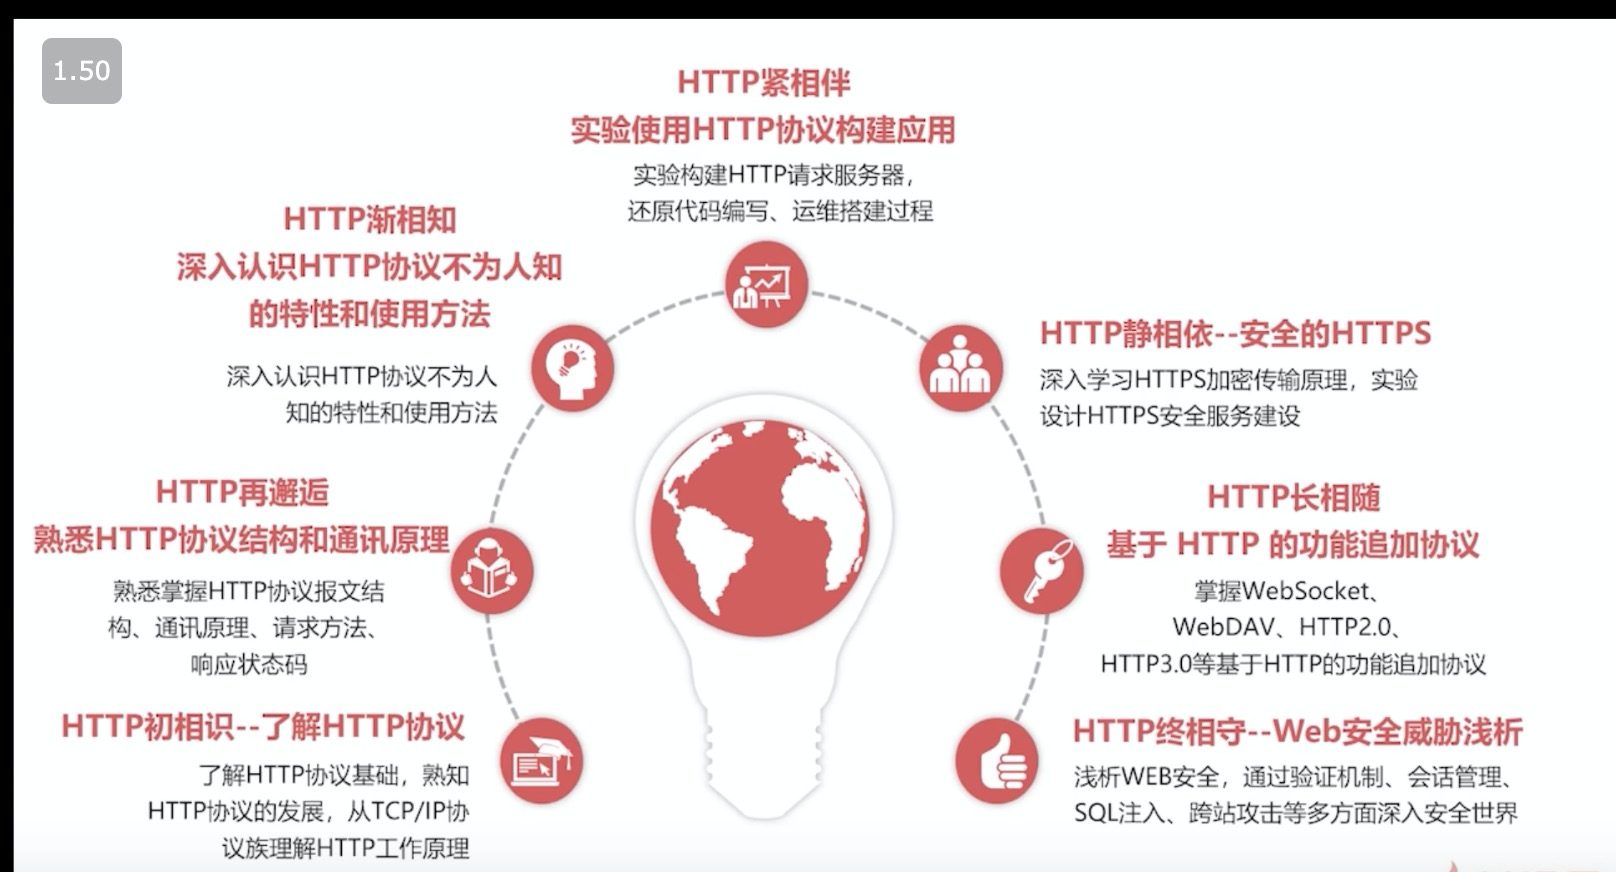 1.50
HTTP紧相伴
实验使用HTTP协议构建应用
实验构建HTTP请求服务器，
还原代码编写、运维搭建过程
HTTP渐相知
深入认识HTTP协议不为人知
的特性和使用方法
深入认识HTTP协议不为人
知的特性和使用方法
HTTP再邂逅
熟悉HTTP协议结构和通讯原理
熟悉掌握HTTP协议报文结
构、通讯原理、请求方法、
响应状态码
HTTP初相识--了解HTTP协议
了解HTTP协议基础，熟知
HTTP协议的发展，从TCP/IP协
议族理解HTTP工作原理
HTTP静相依--安全的HTTPS
深入学习HTTPS加密传输原理，实验
设计HTTPS安全服务建设
HTTP长相随
基于 HTTP 的功能追加协议
掌握WebSocket、
WebDAV、HTTP2.0、
HTTP3.0等基于HTTP的功能追加协议
HTTP终相守--Web安全威胁浅析
浅析WEB安全，通过验证机制、会话管理、
SQL注入、跨站攻击等多方面深入安全世界